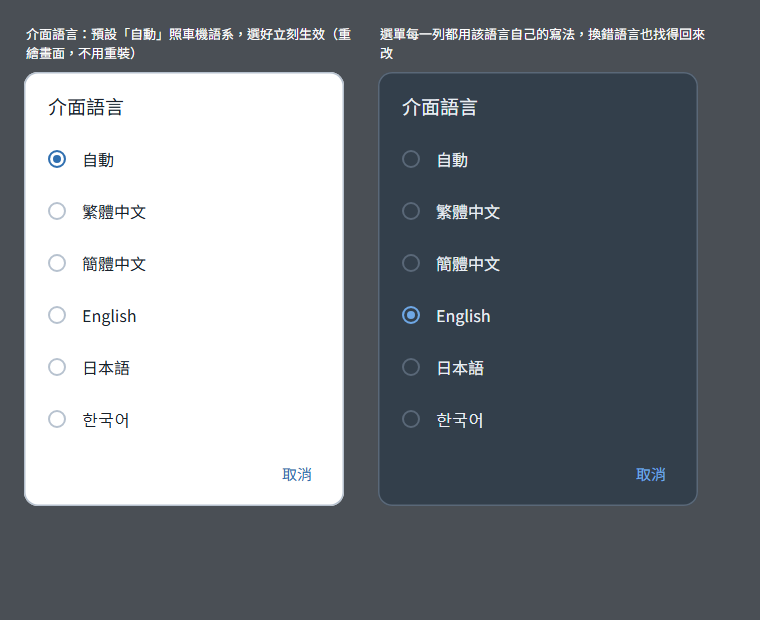 介面語言：預設「自動」照車機語系，選好立刻生效（重
繪畫面，不用重裝）
介面語言
自動
繁體中文
簡體中文
English
日本語
한국어
取消
選單每一列都用該語言自己的寫法，換錯語言也找得回來
改
介面語言
自動
繁體中文
簡體中文
English
日本語
한국어
取消